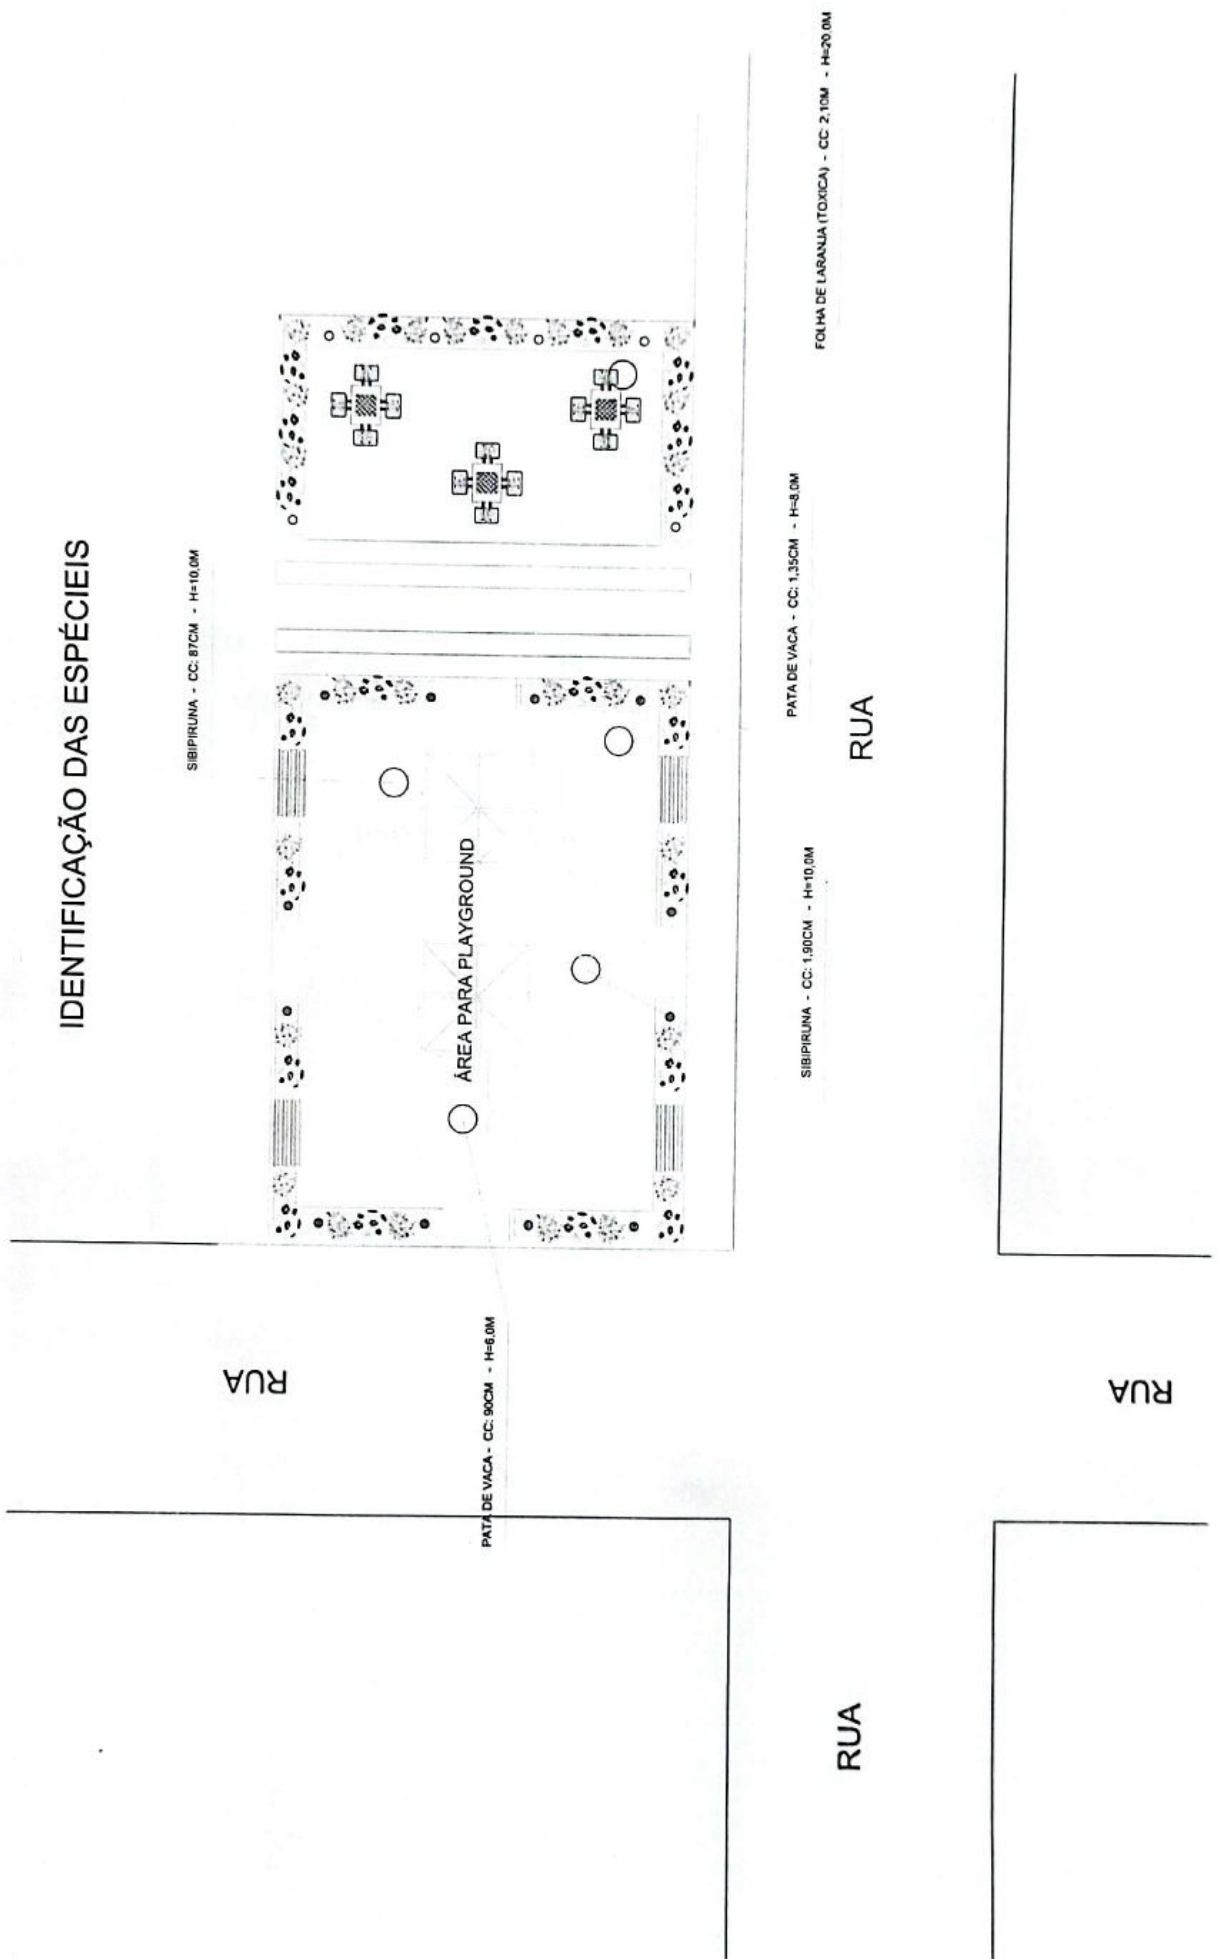 IDENTIFICAÇÃO DAS ESPÉCIEIS
SIBIPIRUNA - CC: 87CM - H=10,0M
RUA
ÁREA PARA PLAYGROUND
PATA DE VACA - CC: 90CM - H=6,0M
SIBIPIRUNA - CC: 1,90CM - H=10,0M
PATA DE VACA - CC: 1,35CM - H=8,0M
FOLHA DE LARANJA (TOXICA) - CC: 2,10M - H=20,0M
RUA
RUA
RUA